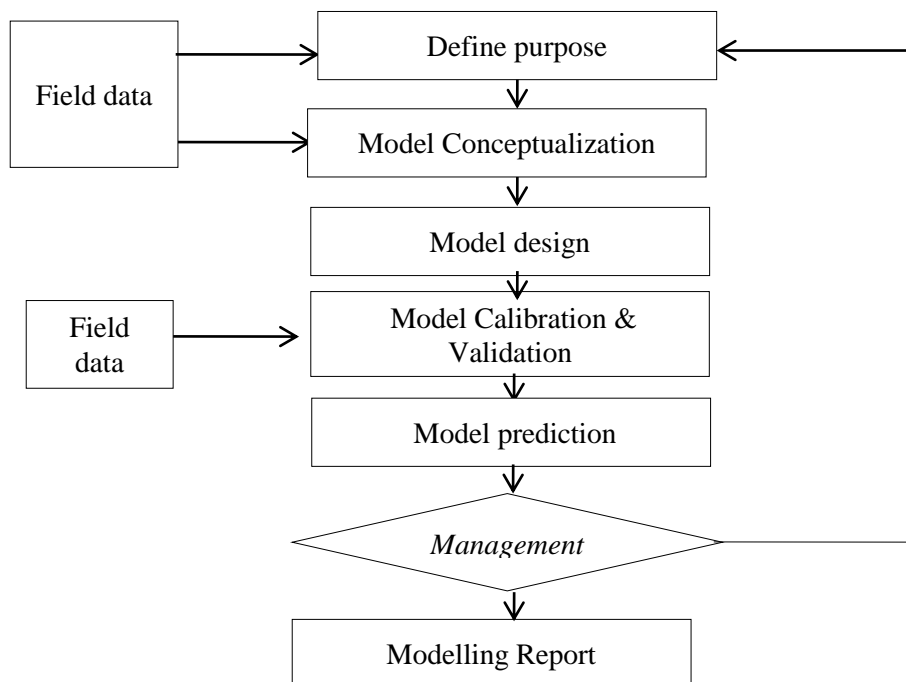 Define purpose
Field data
Model Conceptualization
Model design
Model Calibration &
Validation
Field
data
Model prediction
Management
Modelling Report